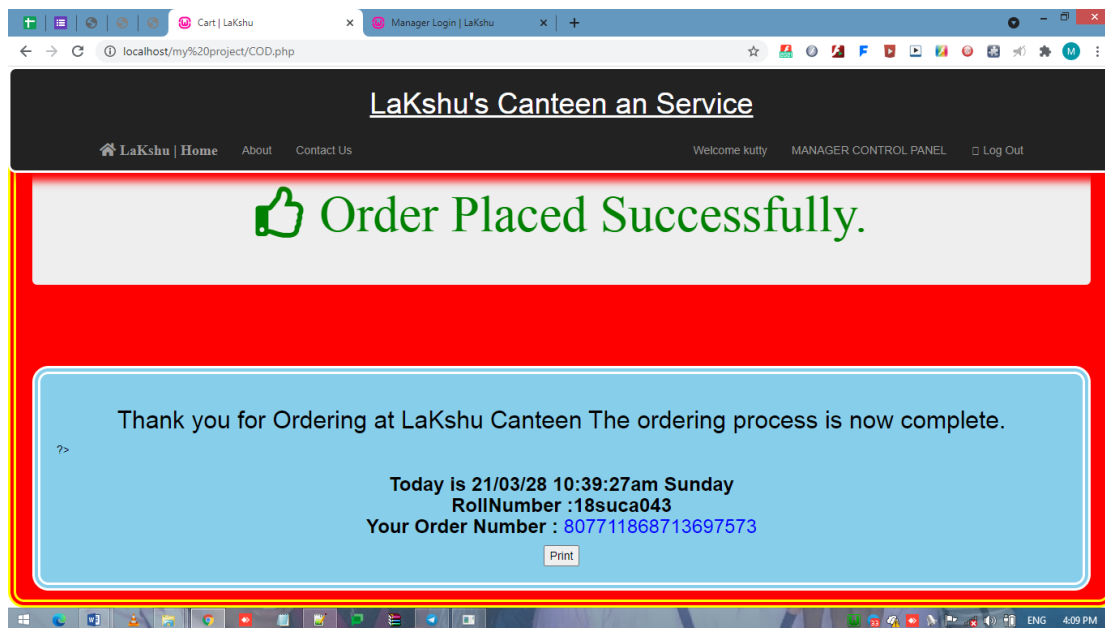 Cart | LaKshu
Manager Login | LaKshu
localhost/my%20project/COD.php
M
LaKshu's Canteen an Service
LaKshu | Home About Contact Us Welcome kutty MANAGER CONTROL PANEL Log Out
Order Placed Successfully.
Thank you for Ordering at LaKshu Canteen The ordering process is now complete.
?>
Today is 21/03/28 10:39:27am Sunday
RollNumber :18suca043
Your Order Number : 807711868713697573
Print
ENG 4:09 PM